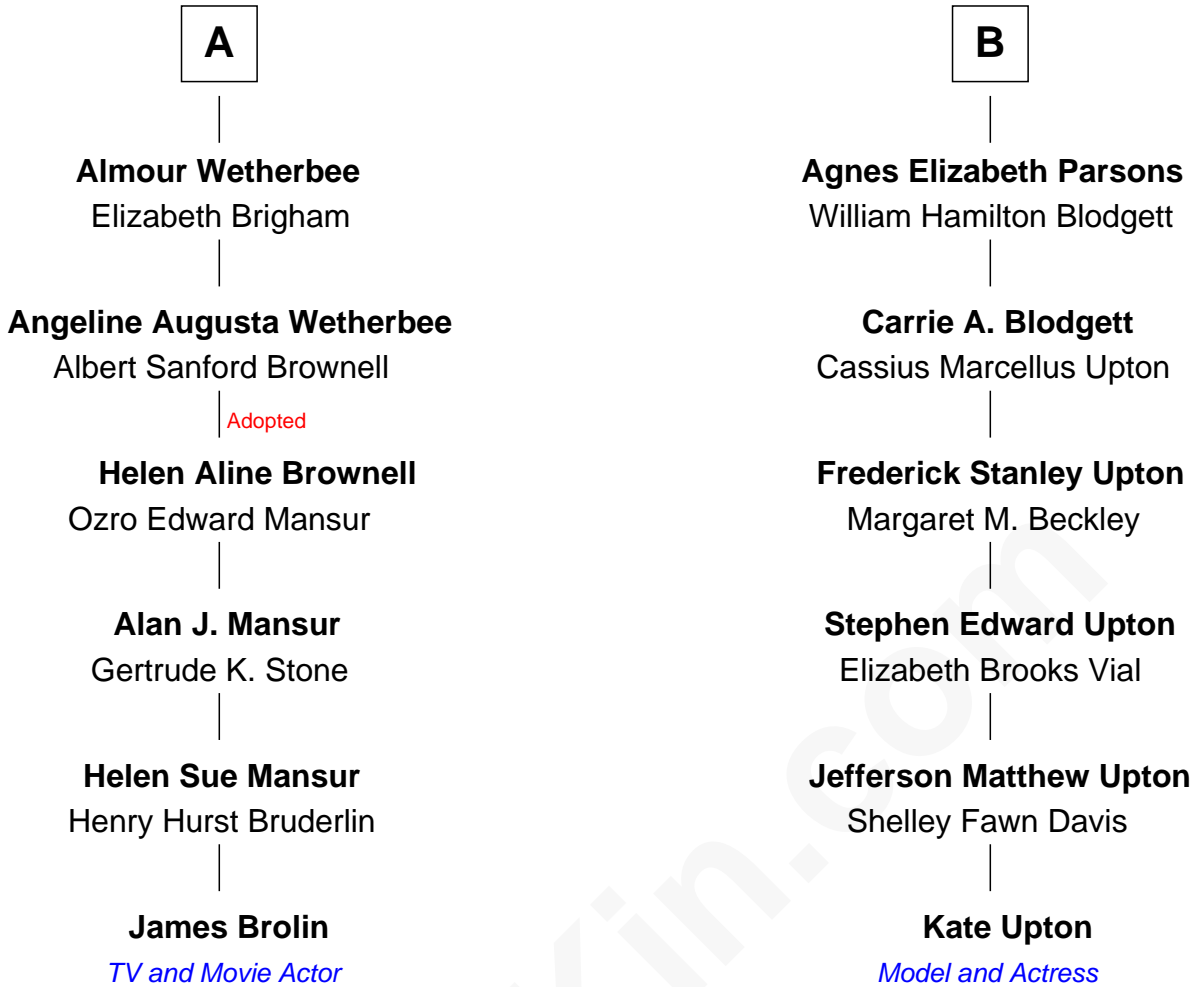 A
Almour Wetherbee
Elizabeth Brigham
Angeline Augusta Wetherbee
Albert Sanford Brownell
Adopted
Helen Aline Brownell
Ozro Edward Mansur
Alan J. Mansur
Gertrude K. Stone
Helen Sue Mansur
Henry Hurst Bruderlin
James Brolin
TV and Movie Actor
B
Agnes Elizabeth Parsons
William Hamilton Blodgett
Carrie A. Blodgett
Cassius Marcellus Upton
Frederick Stanley Upton
Margaret M. Beckley
Stephen Edward Upton
Elizabeth Brooks Vial
Jefferson Matthew Upton
Shelley Fawn Davis
Kate Upton
Model and Actress
Kin.com